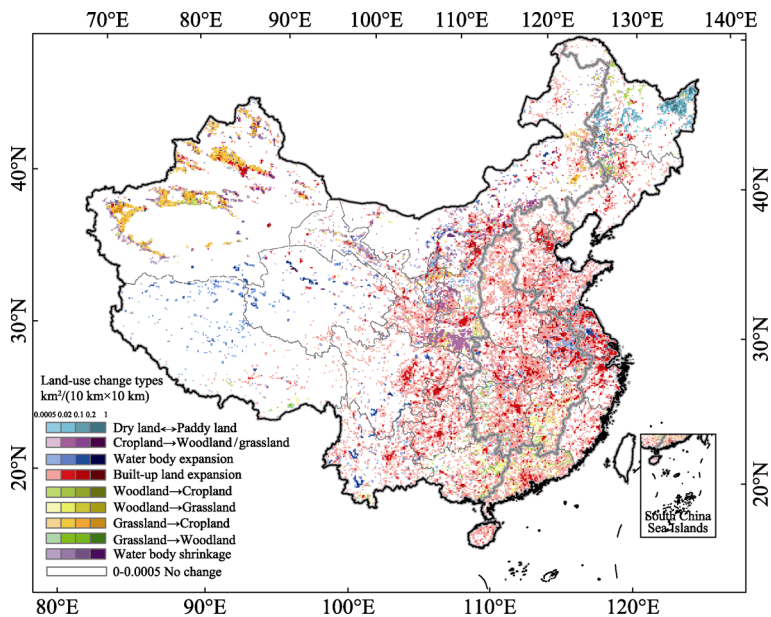 70°E 80°E 90°E 100°E 110°E 120°E 130°E 140°E
40°N 40°N
30°N 30°N
20°N 20°N
Land-use change types
km²/(10 km×10 km)
0.0005 0.02 0.1 0.2 1
Dry land↔Paddy land
Cropland→Woodland/grassland
Water body expansion
Built-up land expansion
Woodland→Cropland
Woodland→Grassland
Grassland→Cropland
Grassland→Woodland
Water body shrinkage
0-0.0005 No change
South China
Sea Islands
80°E 90°E 100°E 110°E 120°E